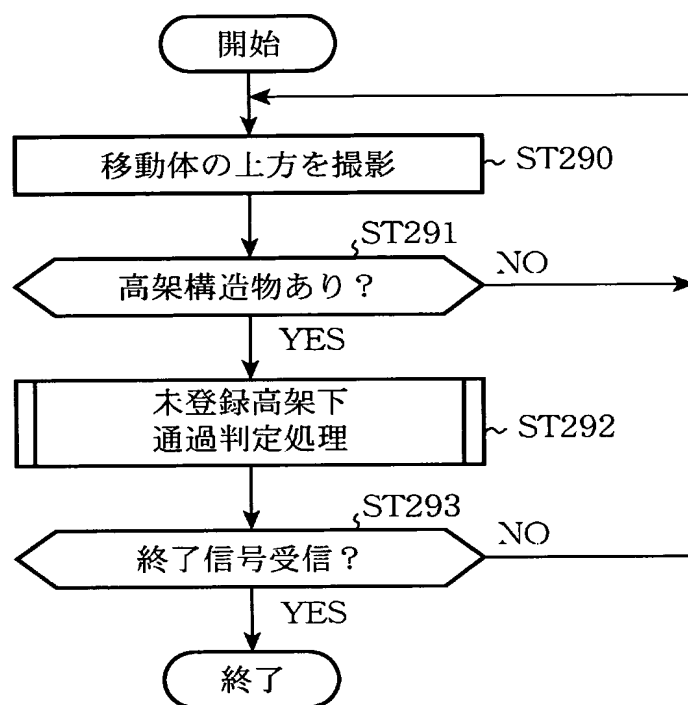 開始
移動体の上方を撮影
ST290
ST291
高架構造物あり?
NO
YES
未登録高架下
通過判定処理
ST292
ST293
終了信号受信?
NO
YES
終了